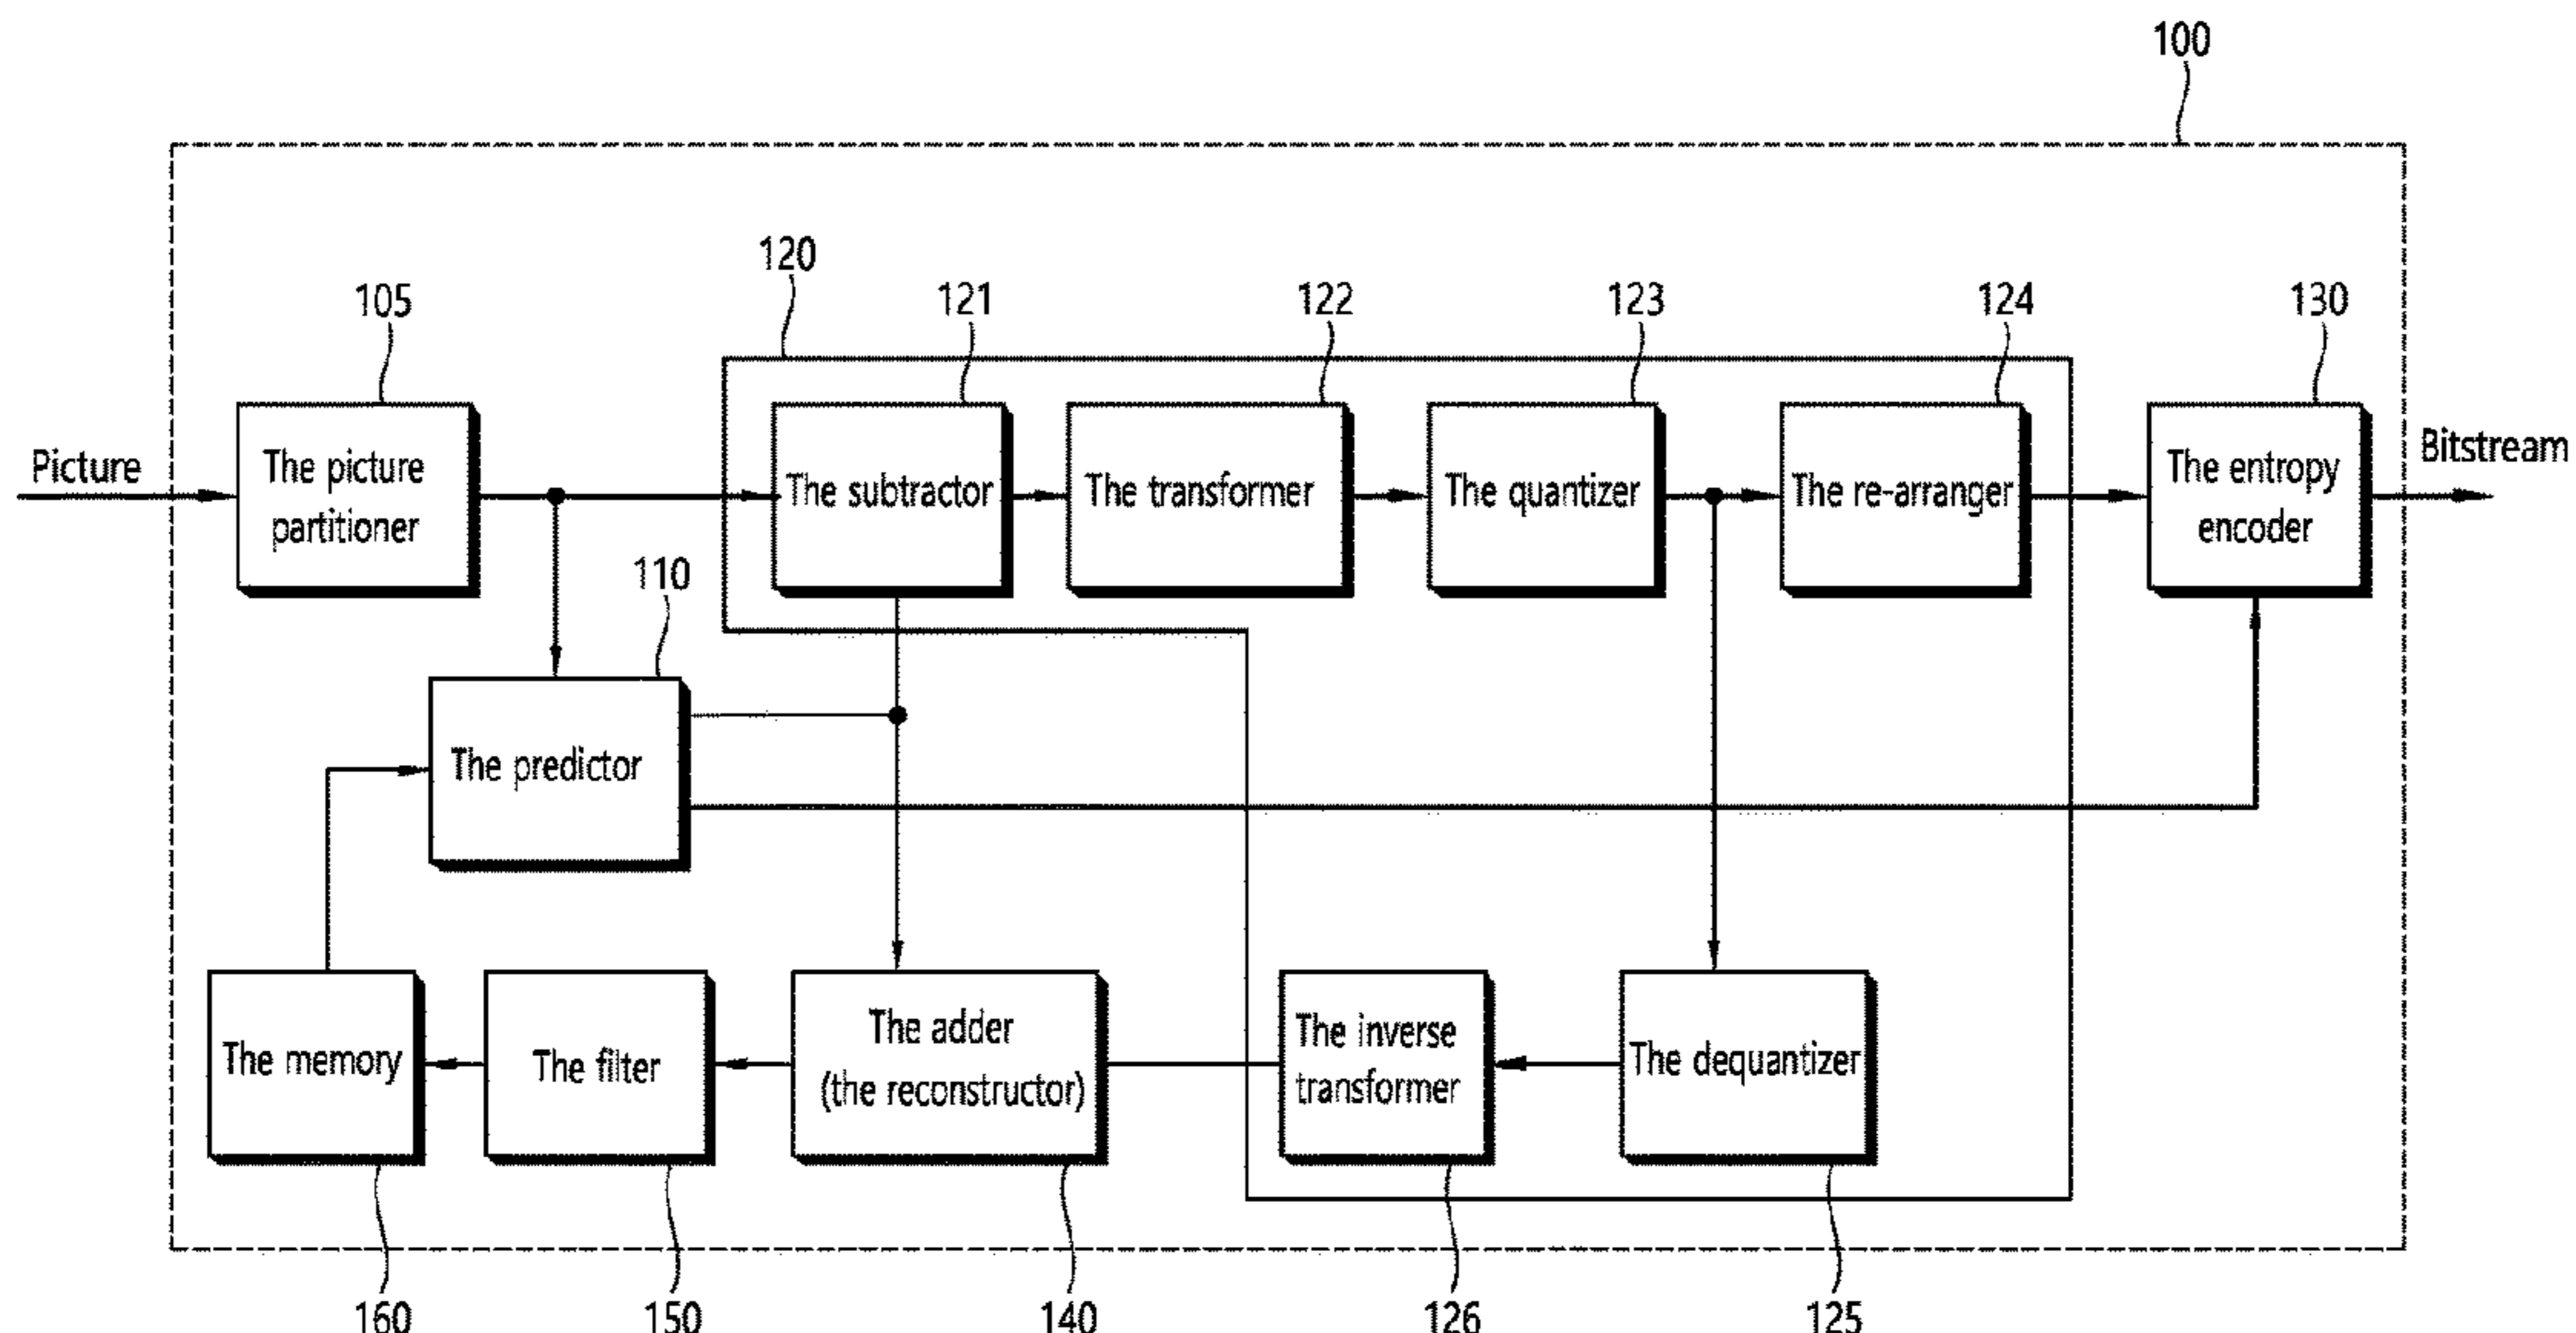 100
120
105
121
122
123
124
130
Picture
The picture
partitioner
The subtractor
The transformer
The quantizer
The re-arranger
The entropy
encoder
Bitstream
110
The predictor
The memory
The filter
The adder
(the reconstructor)
The inverse
transformer
The dequantizer
160
150
140
126
125